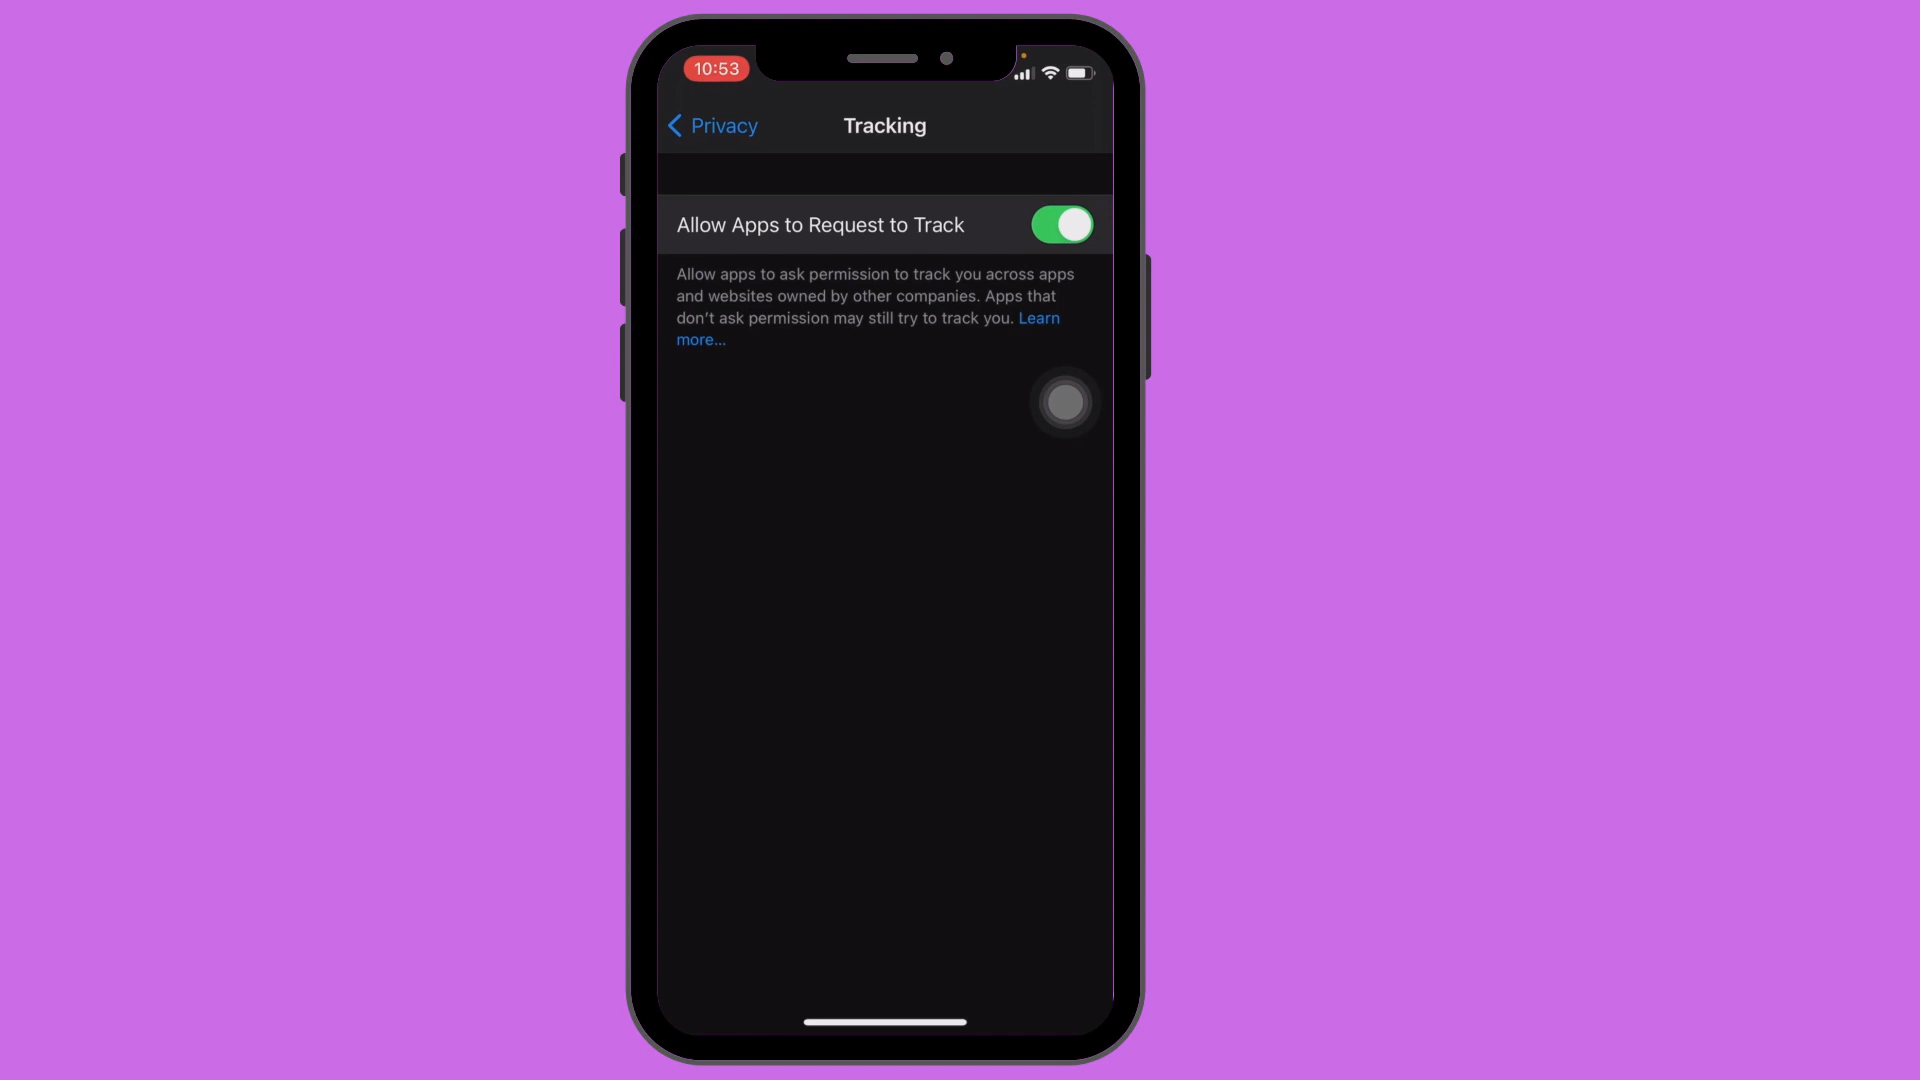 10:53
Privacy
Tracking
Allow Apps to Request to Track
Allow apps to ask permission to track you across apps
and websites owned by other companies. Apps that
don’t ask permission may still try to track you. Learn
more...